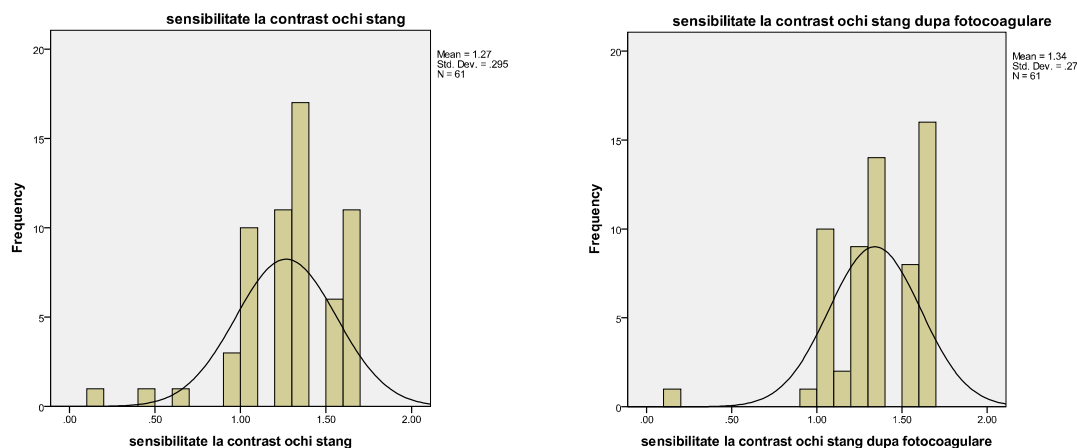 sensibilitate la contrast ochi stang
20
15
10
5
0
Frequency
.00 .50 1.00 1.50 2.00
sensibilitate la contrast ochi stang
Mean = 1.27
Std. Dev. = .295
N = 61
sensibilitate la contrast ochi stang dupa fotocoagulare
20
15
10
5
0
Frequency
.00 .50 1.00 1.50 2.00
sensibilitate la contrast ochi stang dupa fotocoagulare
Mean = 1.34
Std. Dev. = .27
N = 61